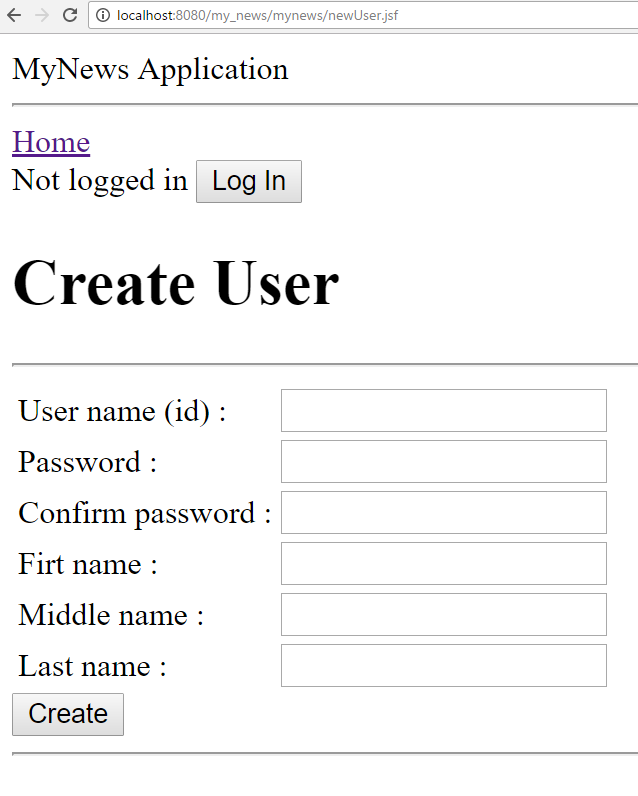 localhost:8080/my_news/mynews/newUser.jsf
MyNews Application
Home
Not logged in Log In
Create User
User name (id) :
Password :
Confirm password :
Firt name :
Middle name :
Last name :
Create